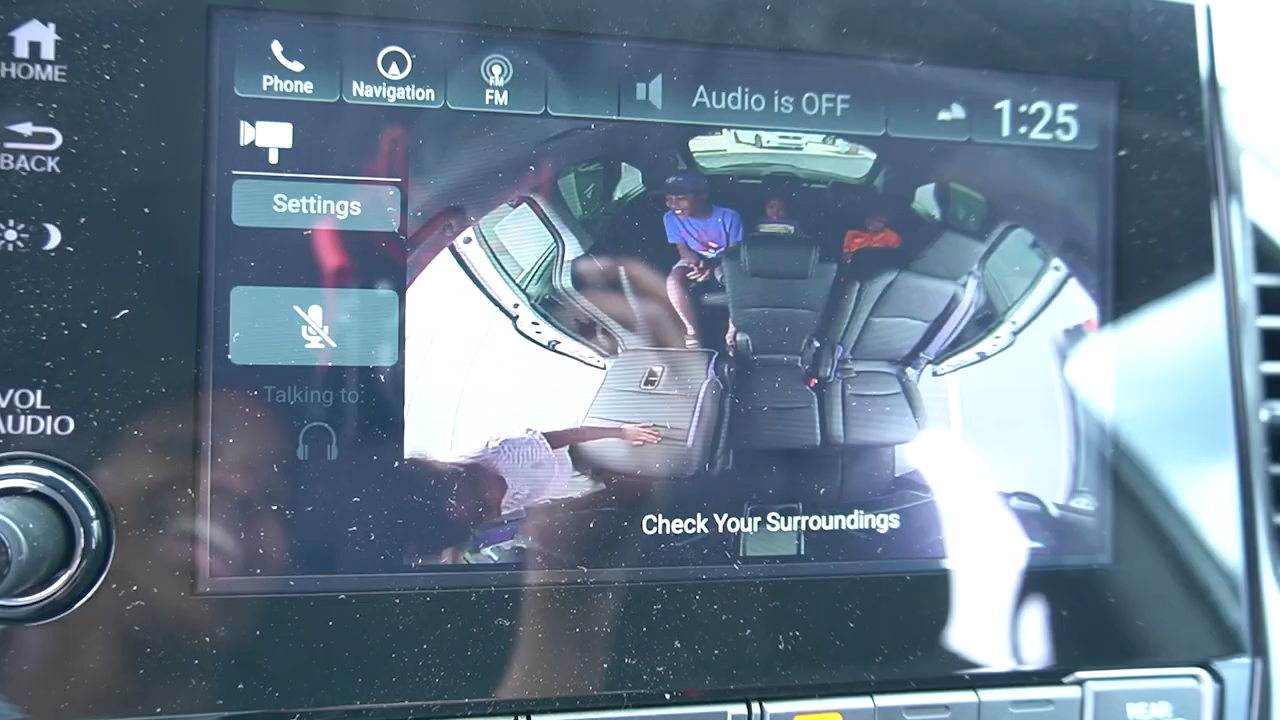 HOME
BACK
VOL
AUDIO
Phone
Navigation
FM
FM
Audio is OFF
1:25
Settings
Talking to:
Check Your Surroundings
REAR